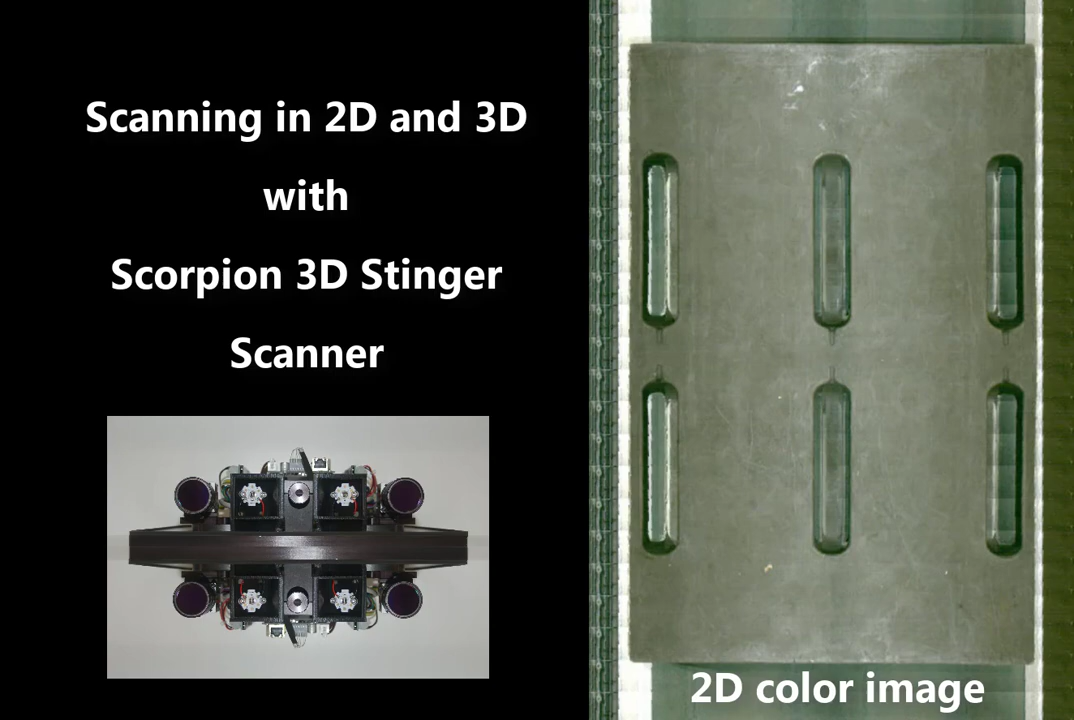 Scanning in 2D and 3D
with
Scorpion 3D Stinger
Scanner
2D color image